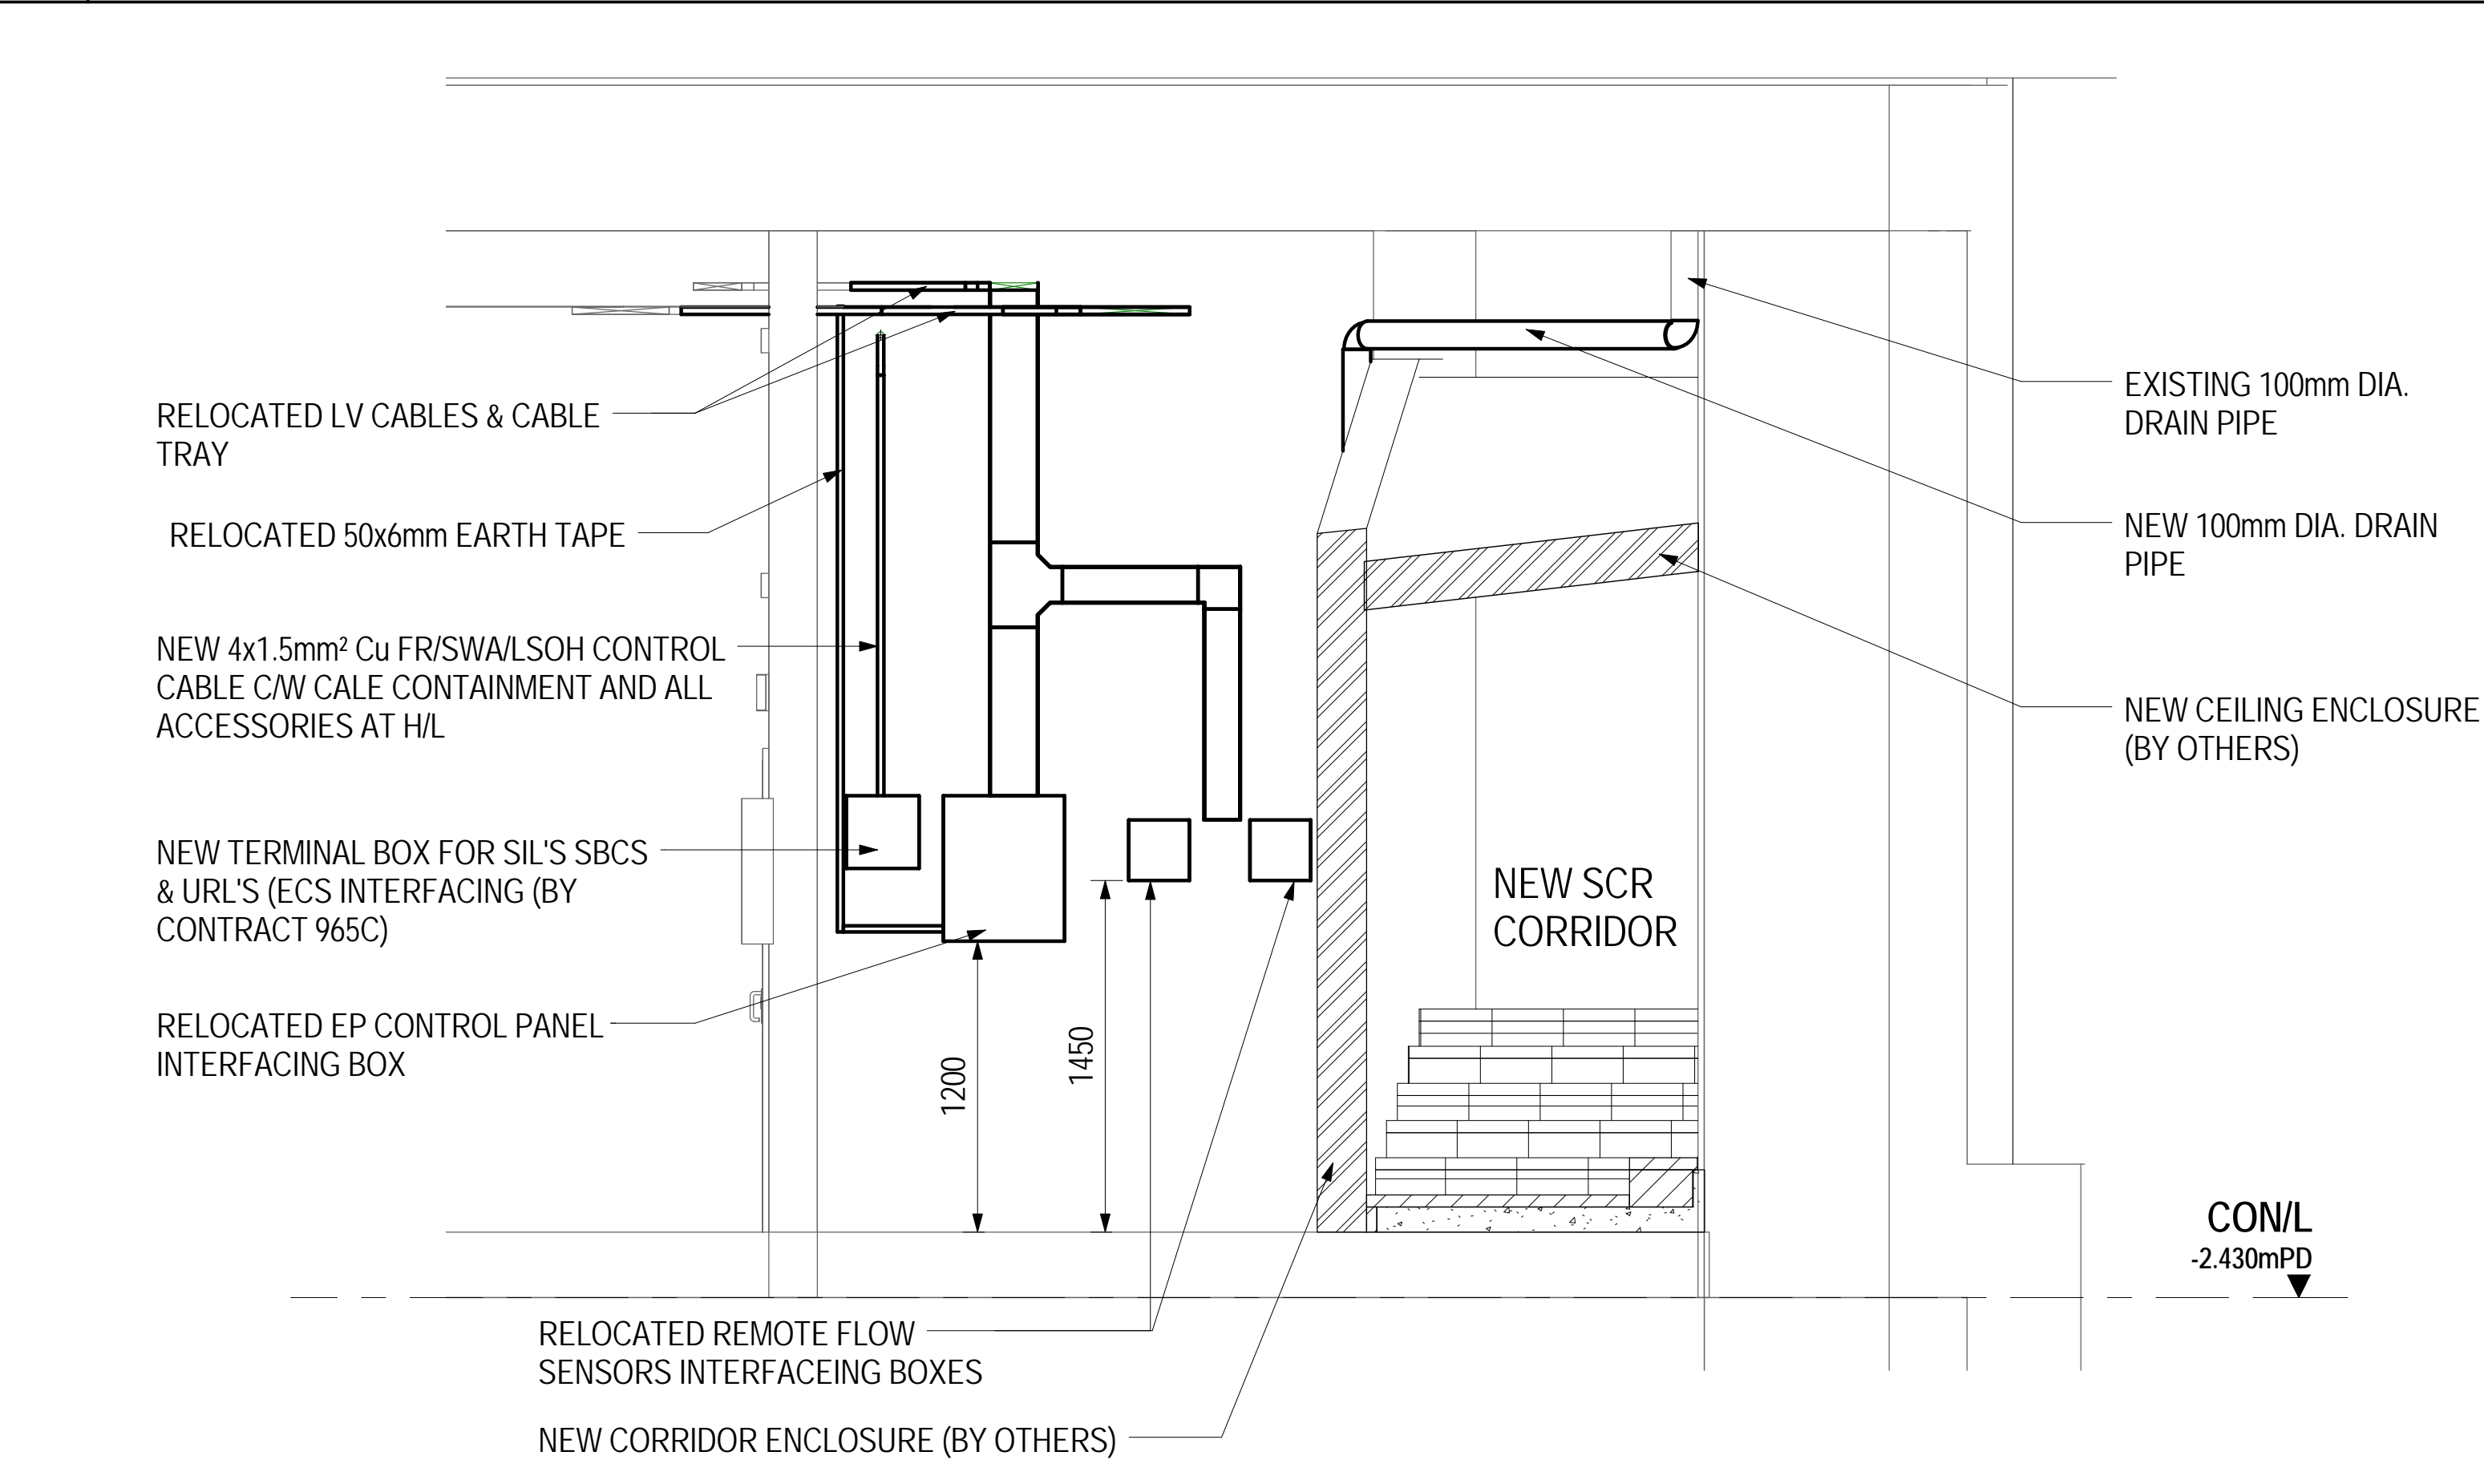 RELOCATED LV CABLES & CABLE
TRAY
RELOCATED 50x6mm EARTH TAPE
NEW 4x1.5mm² Cu FR/SWA/LSOH CONTROL
CABLE C/W CALE CONTAINMENT AND ALL
ACCESSORIES AT H/L
NEW TERMINAL BOX FOR SIL'S SBCS
& URL'S (ECS INTERFACING (BY
CONTRACT 965C)
RELOCATED EP CONTROL PANEL
INTERFACING BOX
1200
1450
RELOCATED REMOTE FLOW
SENSORS INTERFACEING BOXES
NEW CORRIDOR ENCLOSURE (BY OTHERS)
NEW SCR
CORRIDOR
EXISTING 100mm DIA.
DRAIN PIPE
NEW 100mm DIA. DRAIN
PIPE
NEW CEILING ENCLOSURE
(BY OTHERS)
CON/L
-2.430mPD